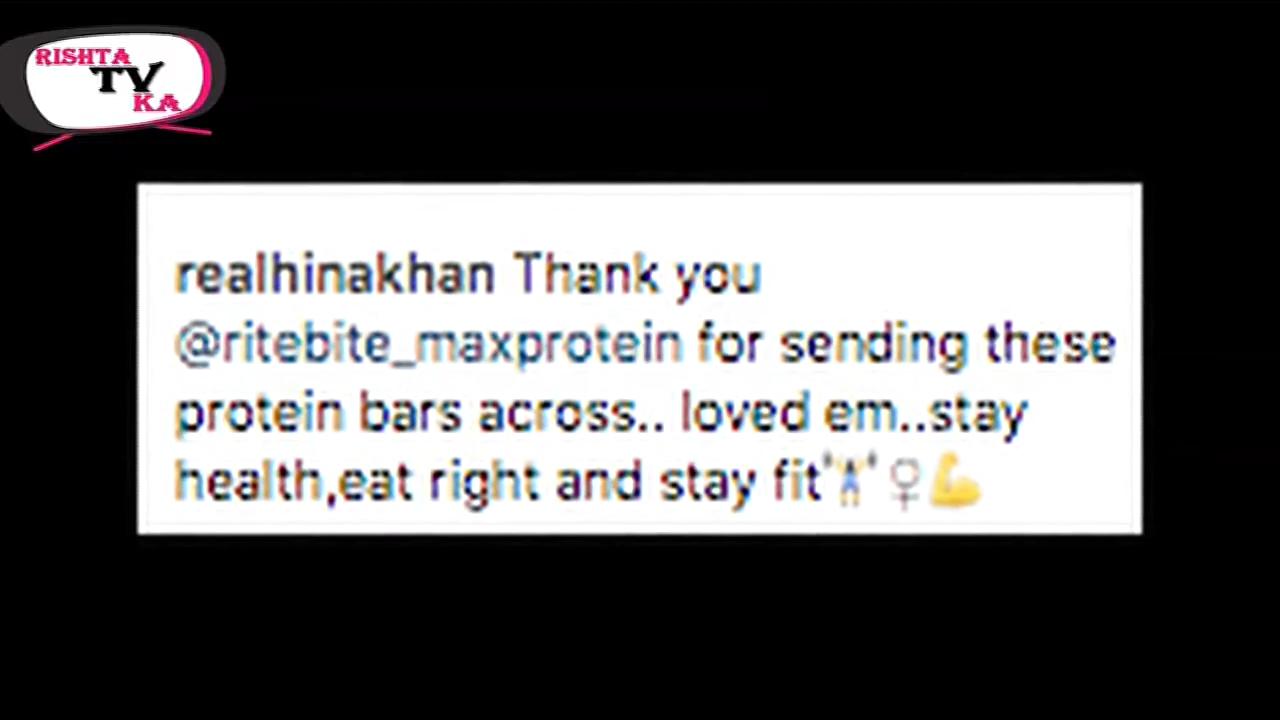 RISHTA
TV
KA
realhinakhan Thank you
@ritebite_maxprotein for sending these
protein bars across.. loved em..stay
health,eat right and stay fit🏋️♀💪